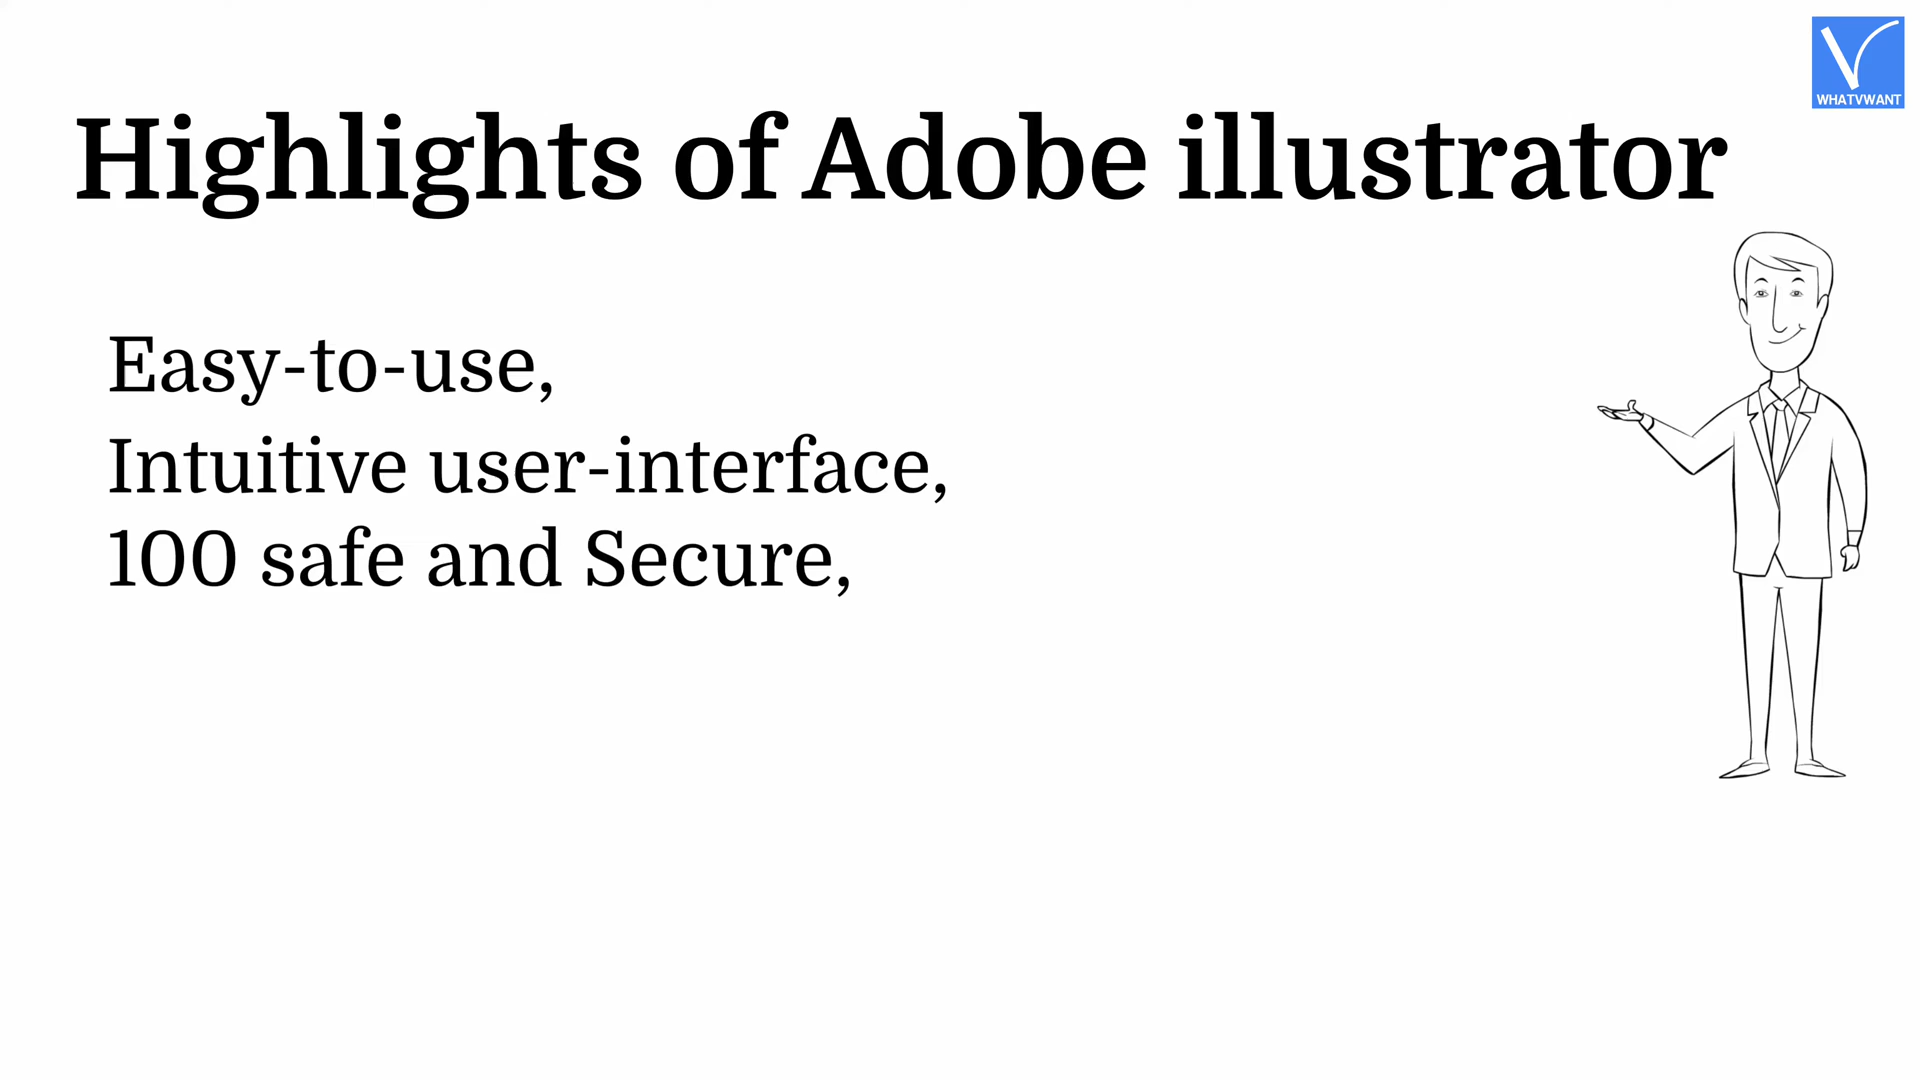 WHATVWANT
Highlights of Adobe illustrator
Easy-to-use,
Intuitive user-interface,
100 safe and Secure,